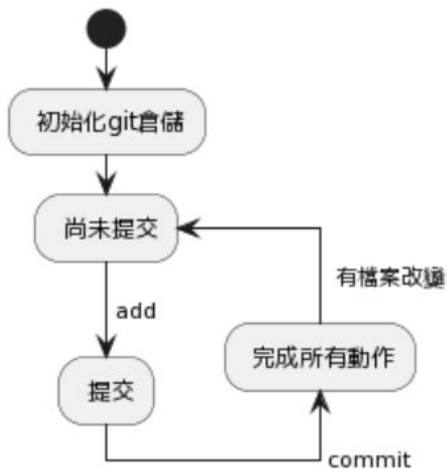 初始化git倉儲
尚未提交
有檔案改變
add
完成所有動作
提交
commit